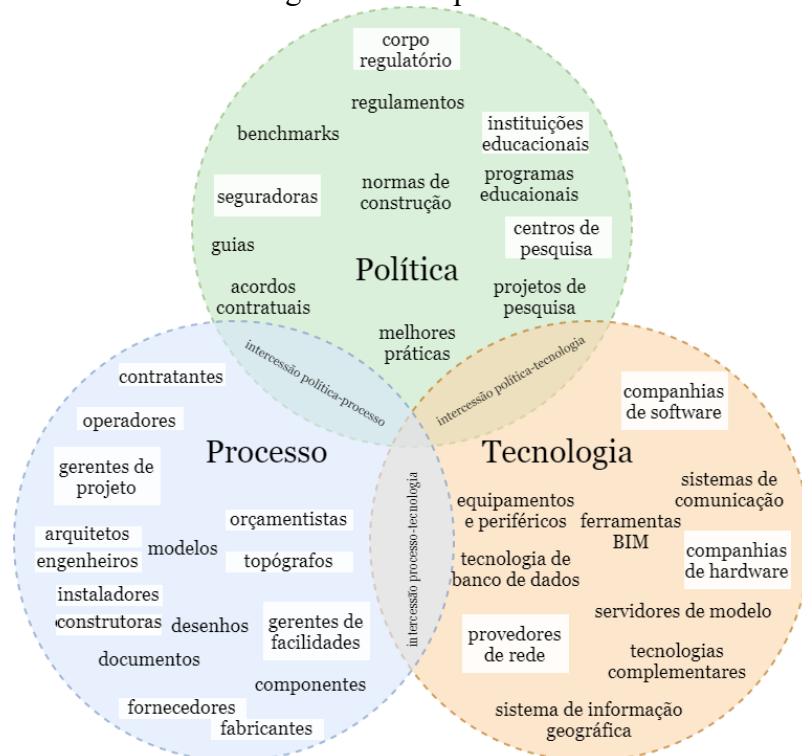 corpo
regulatório
regulamentos
benchmarks
instituições
educacionais
normas de
construção
programas
educaionais
seguradoras
centros de
pesquisa
guias
Política
acordos
contratuais
projetos de
pesquisa
melhores
práticas
intercessão política-processo
intercessão política-tecnologia
contratantes
operadores
Processo
gerentes de
projeto
orçamentistas
arquitetos
engenheiros
modelos
topógrafos
instaladores
construtoras
desenhos
gerentes de
facilidades
documentos
componentes
fornecedores
fabricantes
intercessão processo-tecnologia
companhias
de software
Tecnologia
sistemas de
comunicação
equipamentos
e periféricos
ferramentas
BIM
companhias
de hardware
tecnologia de
banco de dados
servidores de modelo
provedores
de rede
tecnologias
complementares
sistema de informação
geográfica